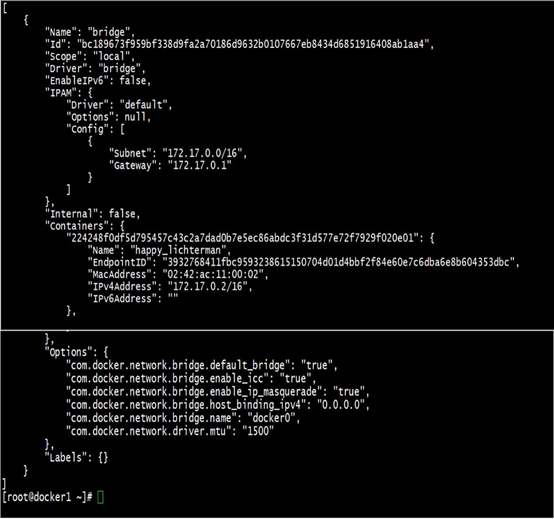 [
    {
        "Name": "bridge",
        "Id": "bc189673f959bf338d9fa2a70186d9632b0107667eb8434d6851916408ab1aa4",
        "Scope": "local",
        "Driver": "bridge",
        "EnableIPv6": false,
        "IPAM": {
            "Driver": "default",
            "Options": null,
            "Config": [
                {
                    "Subnet": "172.17.0.0/16",
                    "Gateway": "172.17.0.1"
                }
            ]
        },
        "Internal": false,
        "Containers": {
            "224248f0df5d795457c43c2a7dad0b7e5ec86abdc3f31d577e72f7929f020e01": {
                "Name": "happy_lichterman",
                "EndpointID": "3932768411fbc9593238615150704d01d4bbf2f84e60e7c6dba6e8b604353dbc",
                "MacAddress": "02:42:ac:11:00:02",
                "IPv4Address": "172.17.0.2/16",
                "IPv6Address": ""
            },
        },
        "Options": {
            "com.docker.network.bridge.default_bridge": "true",
            "com.docker.network.bridge.enable_icc": "true",
            "com.docker.network.bridge.enable_ip_masquerade": "true",
            "com.docker.network.bridge.host_binding_ipv4": "0.0.0.0",
            "com.docker.network.bridge.name": "docker0",
            "com.docker.network.driver.mtu": "1500"
        },
        "Labels": {}
    }
]
[root@docker1 ~]#